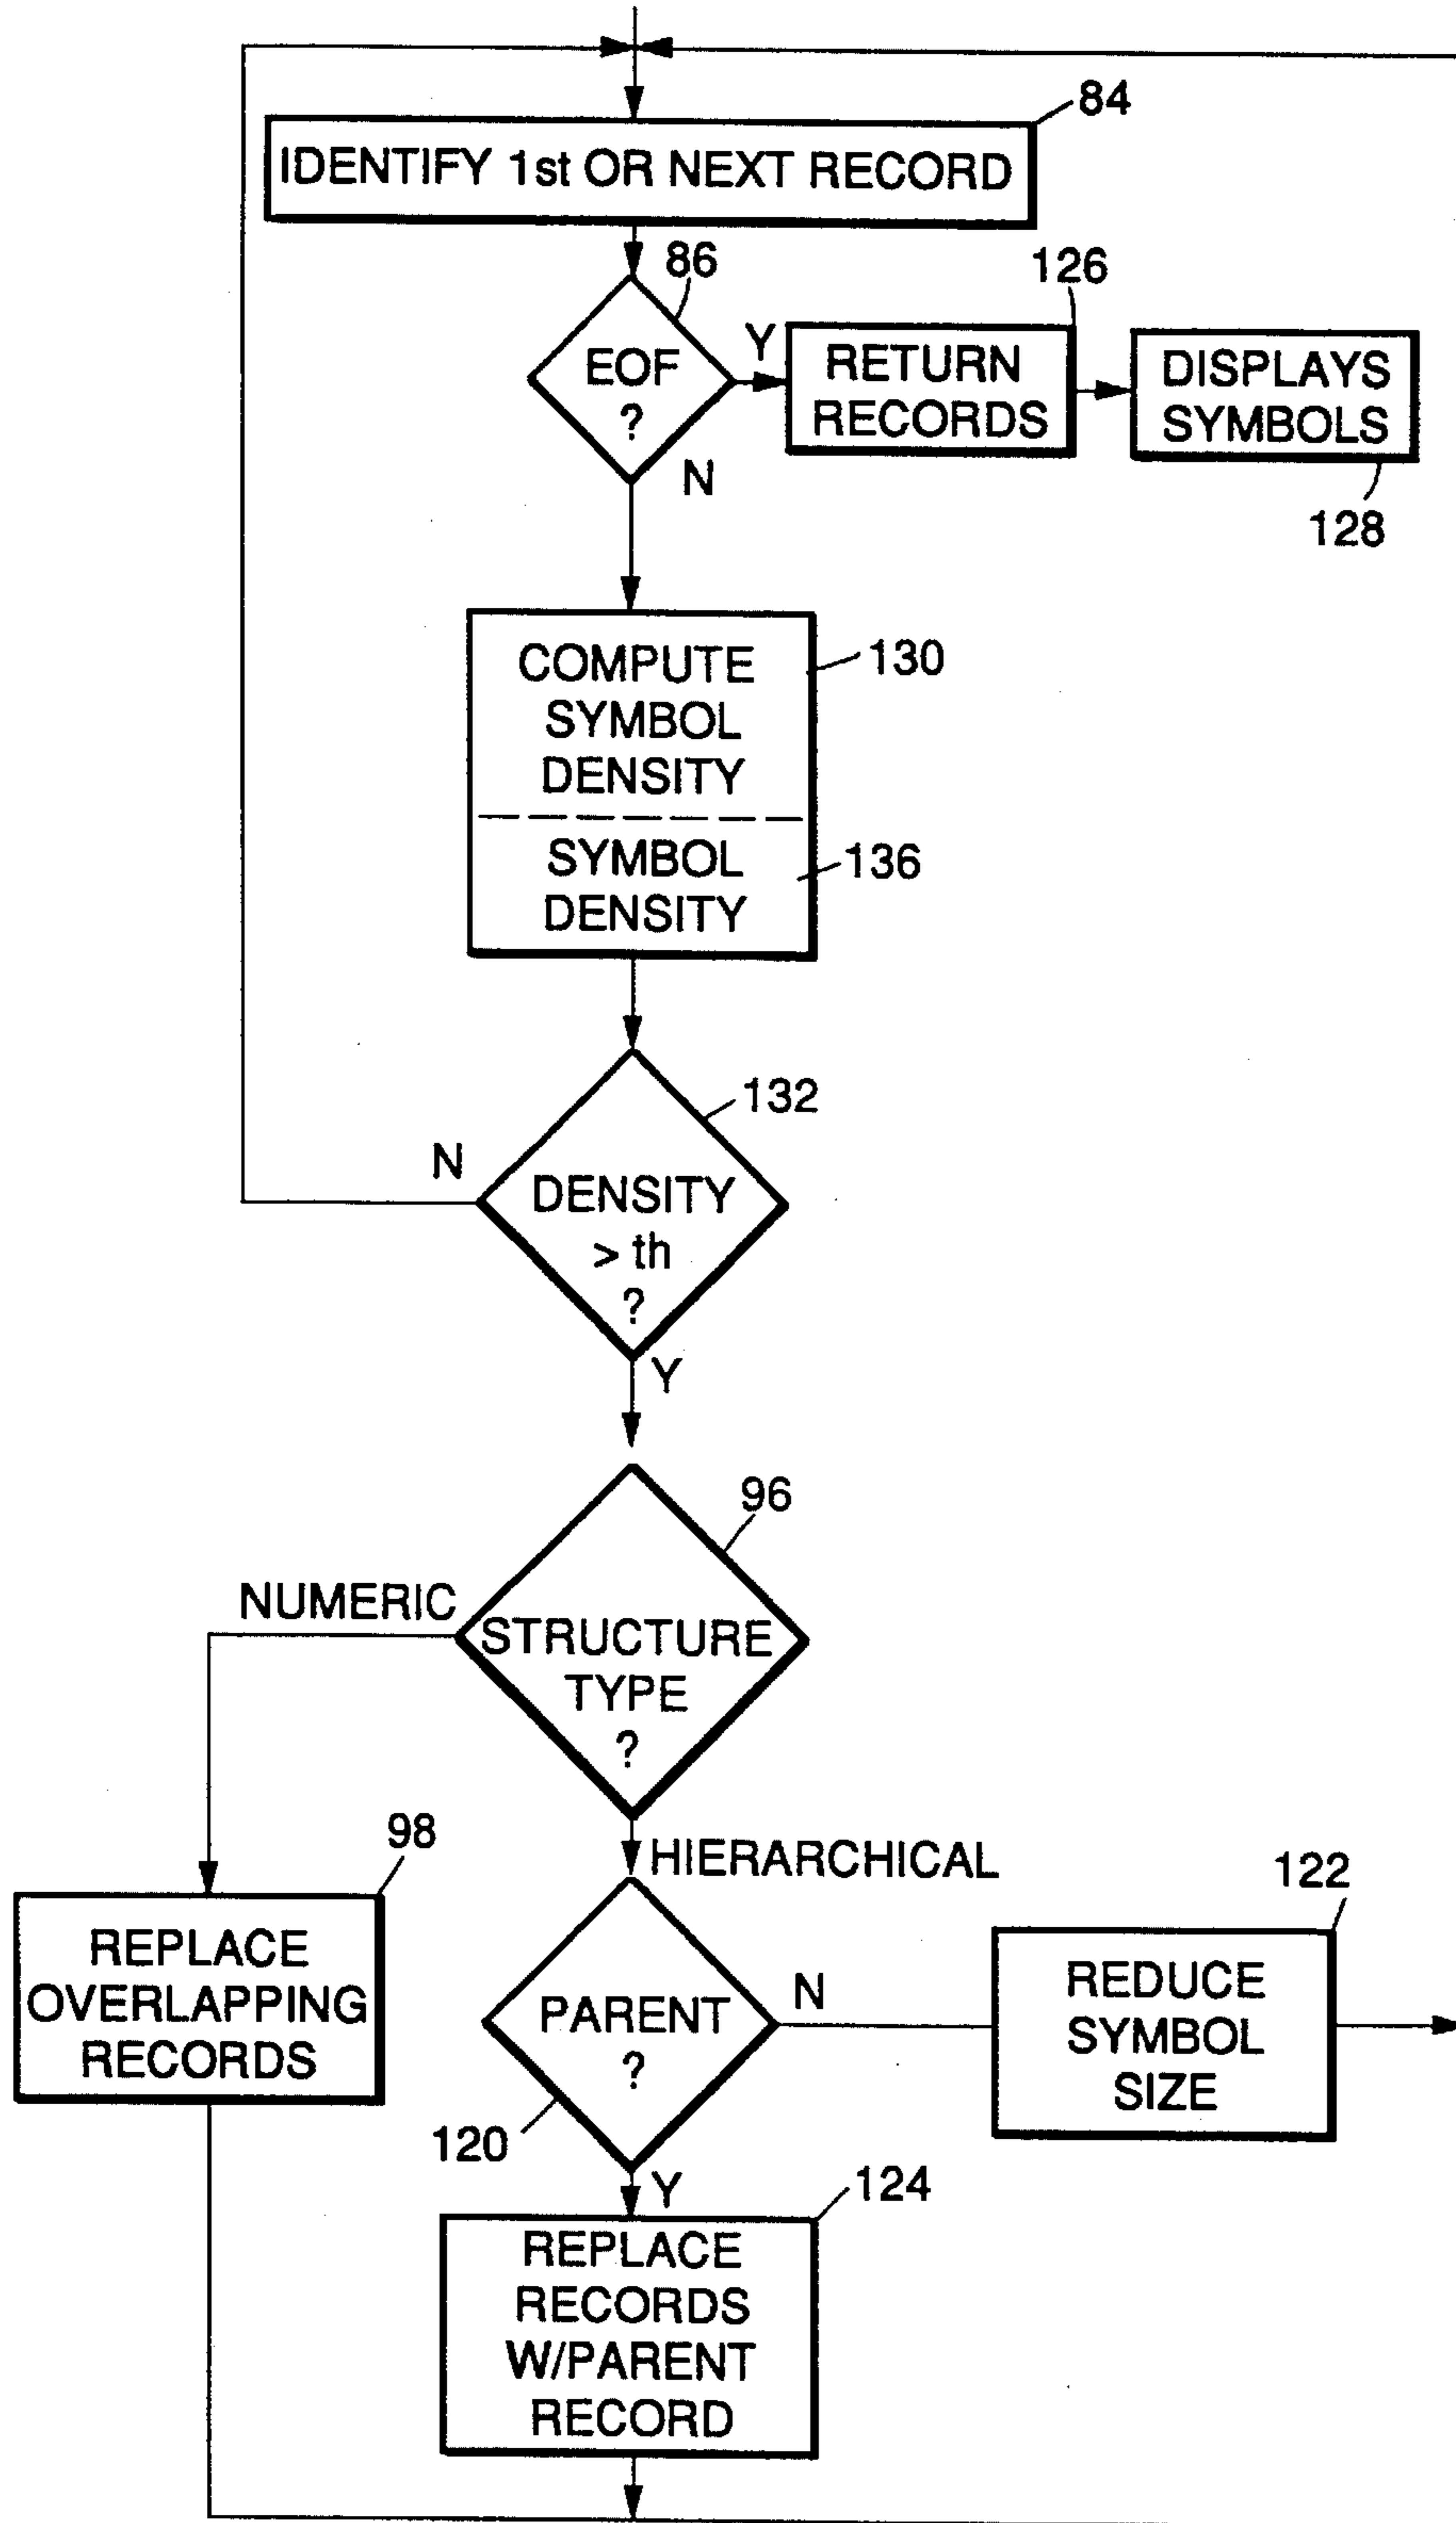 84
IDENTIFY 1st OR NEXT RECORD
86
126
EOF
?
Y
RETURN
RECORDS
DISPLAYS
SYMBOLS
N
128
COMPUTE
SYMBOL
DENSITY
130
SYMBOL
DENSITY
136
132
N
DENSITY
> th
?
Y
96
NUMERIC
STRUCTURE
TYPE
?
98
HIERARCHICAL
122
REPLACE
OVERLAPPING
RECORDS
PARENT
?
N
REDUCE
SYMBOL
SIZE
120
Y
124
REPLACE
RECORDS
W/PARENT
RECORD